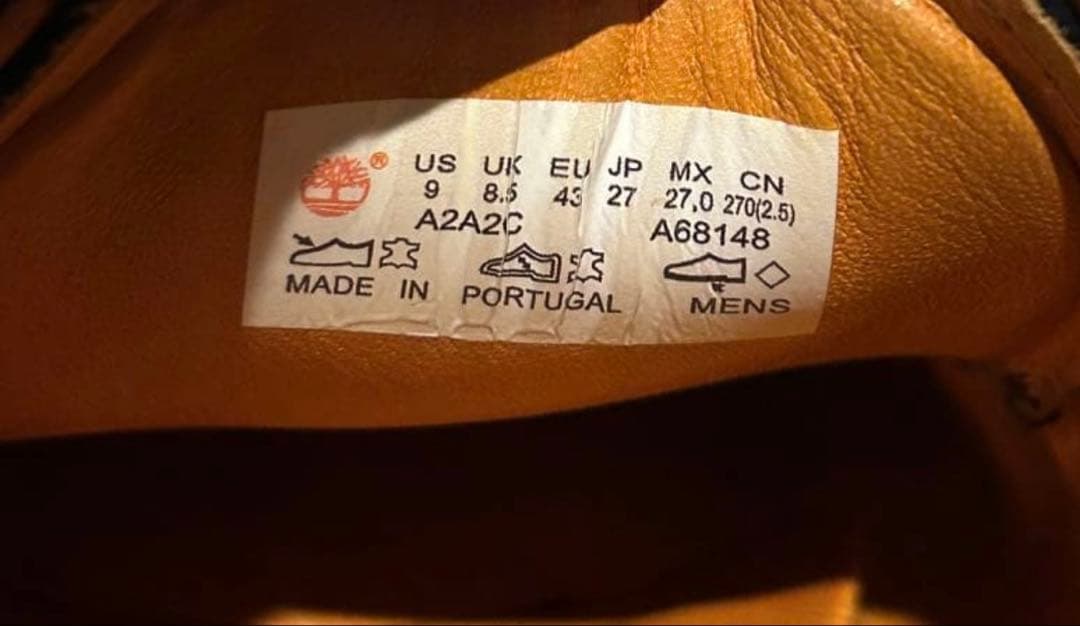 ® US UK EU JP MX CN
9 8.5 43 27 27,0 270(2.5)
A2A2C A68148
MADE IN PORTUGAL MENS